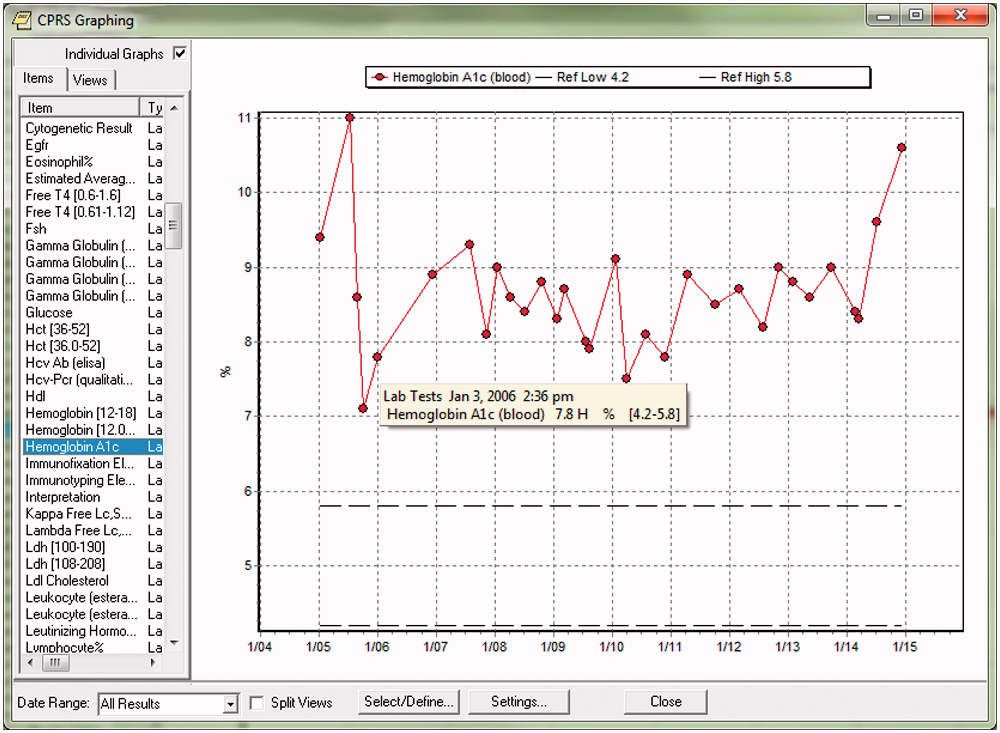 CPRS Graphing
Individual Graphs
Items Views
Item Ty
Cytogenetic Result La
Egfr La
Eosinophil% La
Estimated Averag... La
Free T4 [0.6-1.6] La
Free T4 [0.61-1.12] La
Fsh La
Gamma Globulin (... La
Gamma Globulin (... La
Gamma Globulin (... La
Gamma Globulin (... La
Glucose La
Hct [36-52] La
Hct [36.0-52] La
Hcv Ab (elisa) La
Hcv-Pcr (qualitati... La
Hdl La
Hemoglobin [12-18] La
Hemoglobin [12.0... La
Hemoglobin A1c La
Immunofixation El... La
Immunotyping Ele... La
Interpretation La
Kappa Free Lc,S... La
Lambda Free Lc,... La
Ldh [100-190] La
Ldh [108-208] La
Ldl Cholesterol La
Leukocyte (estera... La
Leukocyte (estera... La
Leutinizing Hormo... La
Lymphocyte% La
Hemoglobin A1c (blood) Ref Low 4.2 Ref High 5.8
11
10
9
8
%
7
6
5
Lab Tests Jan 3, 2006 2:36 pm
Hemoglobin A1c (blood) 7.8 H % [4.2-5.8]
1/04 1/05 1/06 1/07 1/08 1/09 1/10 1/11 1/12 1/13 1/14 1/15
Date Range: All Results Split Views Select/Define... Settings... Close